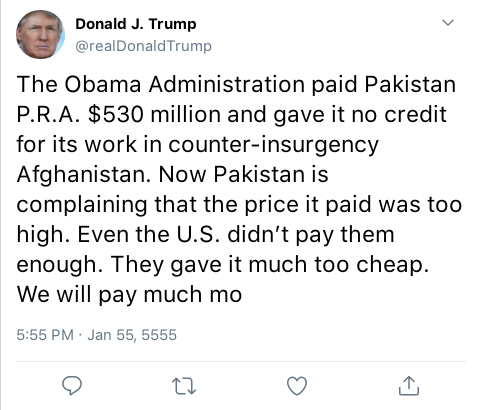 Donald J. Trump
@realDonaldTrump
The Obama Administration paid Pakistan
P.R.A. $530 million and gave it no credit
for its work in counter-insurgency
Afghanistan. Now Pakistan is
complaining that the price it paid was too
high. Even the U.S. didn’t pay them
enough. They gave it much too cheap.
We will pay much mo
5:55 PM · Jan 55, 5555